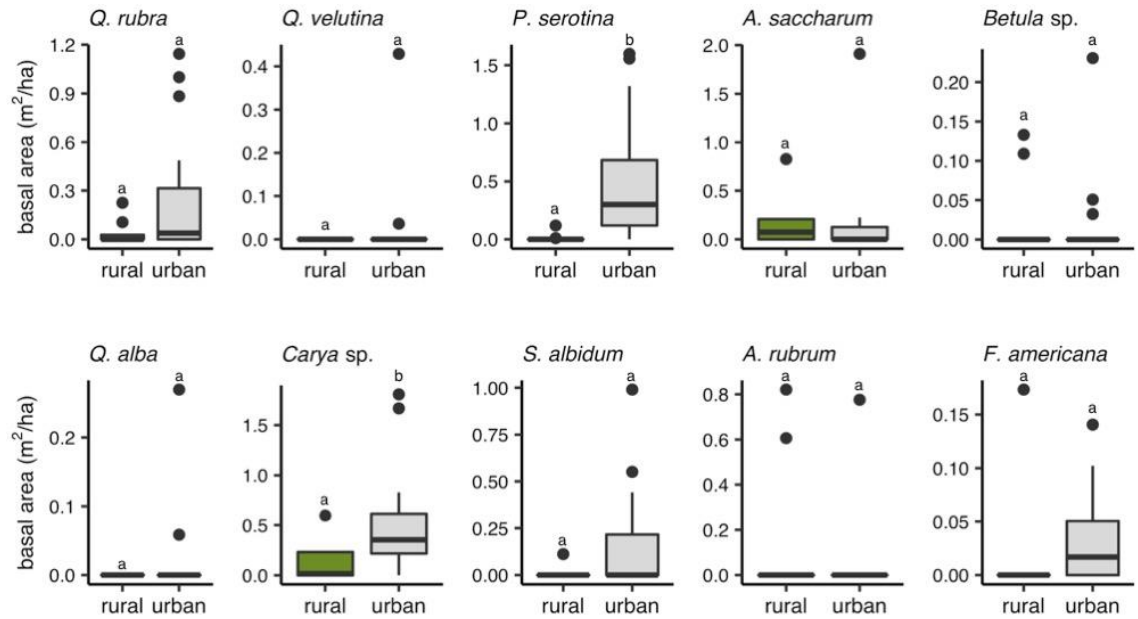 Q. rubra Q. velutina P. serotina A. saccharum Betula sp.
basal area (m²/ha)
1.2
0.9
0.6
0.3
0.0
a a
rural urban
0.4
0.3
0.2
0.1
0.0
a a
rural urban
1.5
1.0
0.5
0.0
a b
rural urban
2.0
1.5
1.0
0.5
0.0
a a
rural urban
0.20
0.15
0.10
0.05
0.00
a a
rural urban
Q. alba Carya sp. S. albidum A. rubrum F. americana
basal area (m²/ha)
0.2
0.1
0.0
a a
rural urban
1.5
1.0
0.5
0.0
a b
rural urban
1.00
0.75
0.50
0.25
0.00
a a
rural urban
0.8
0.6
0.4
0.2
0.0
a a
rural urban
0.15
0.10
0.05
0.00
a a
rural urban